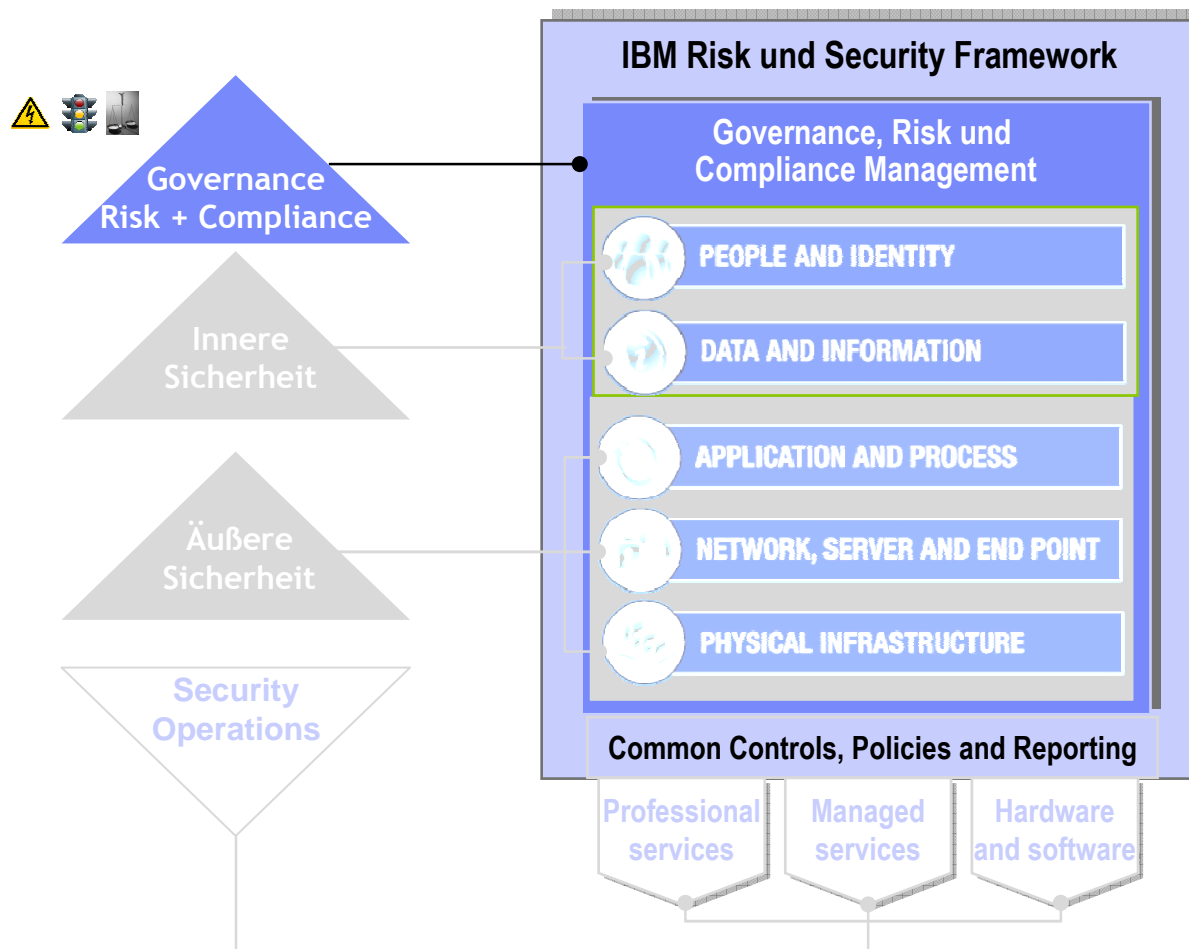 IBM Risk und Security Framework
Governance
Risk + Compliance
Governance, Risk und
Compliance Management
PEOPLE AND IDENTITY
DATA AND INFORMATION
Innere
Sicherheit
APPLICATION AND PROCESS
NETWORK, SERVER AND END POINT
PHYSICAL INFRASTRUCTURE
Äußere
Sicherheit
Security
Operations
Common Controls, Policies and Reporting
Professional
services
Managed
services
Hardware
and software